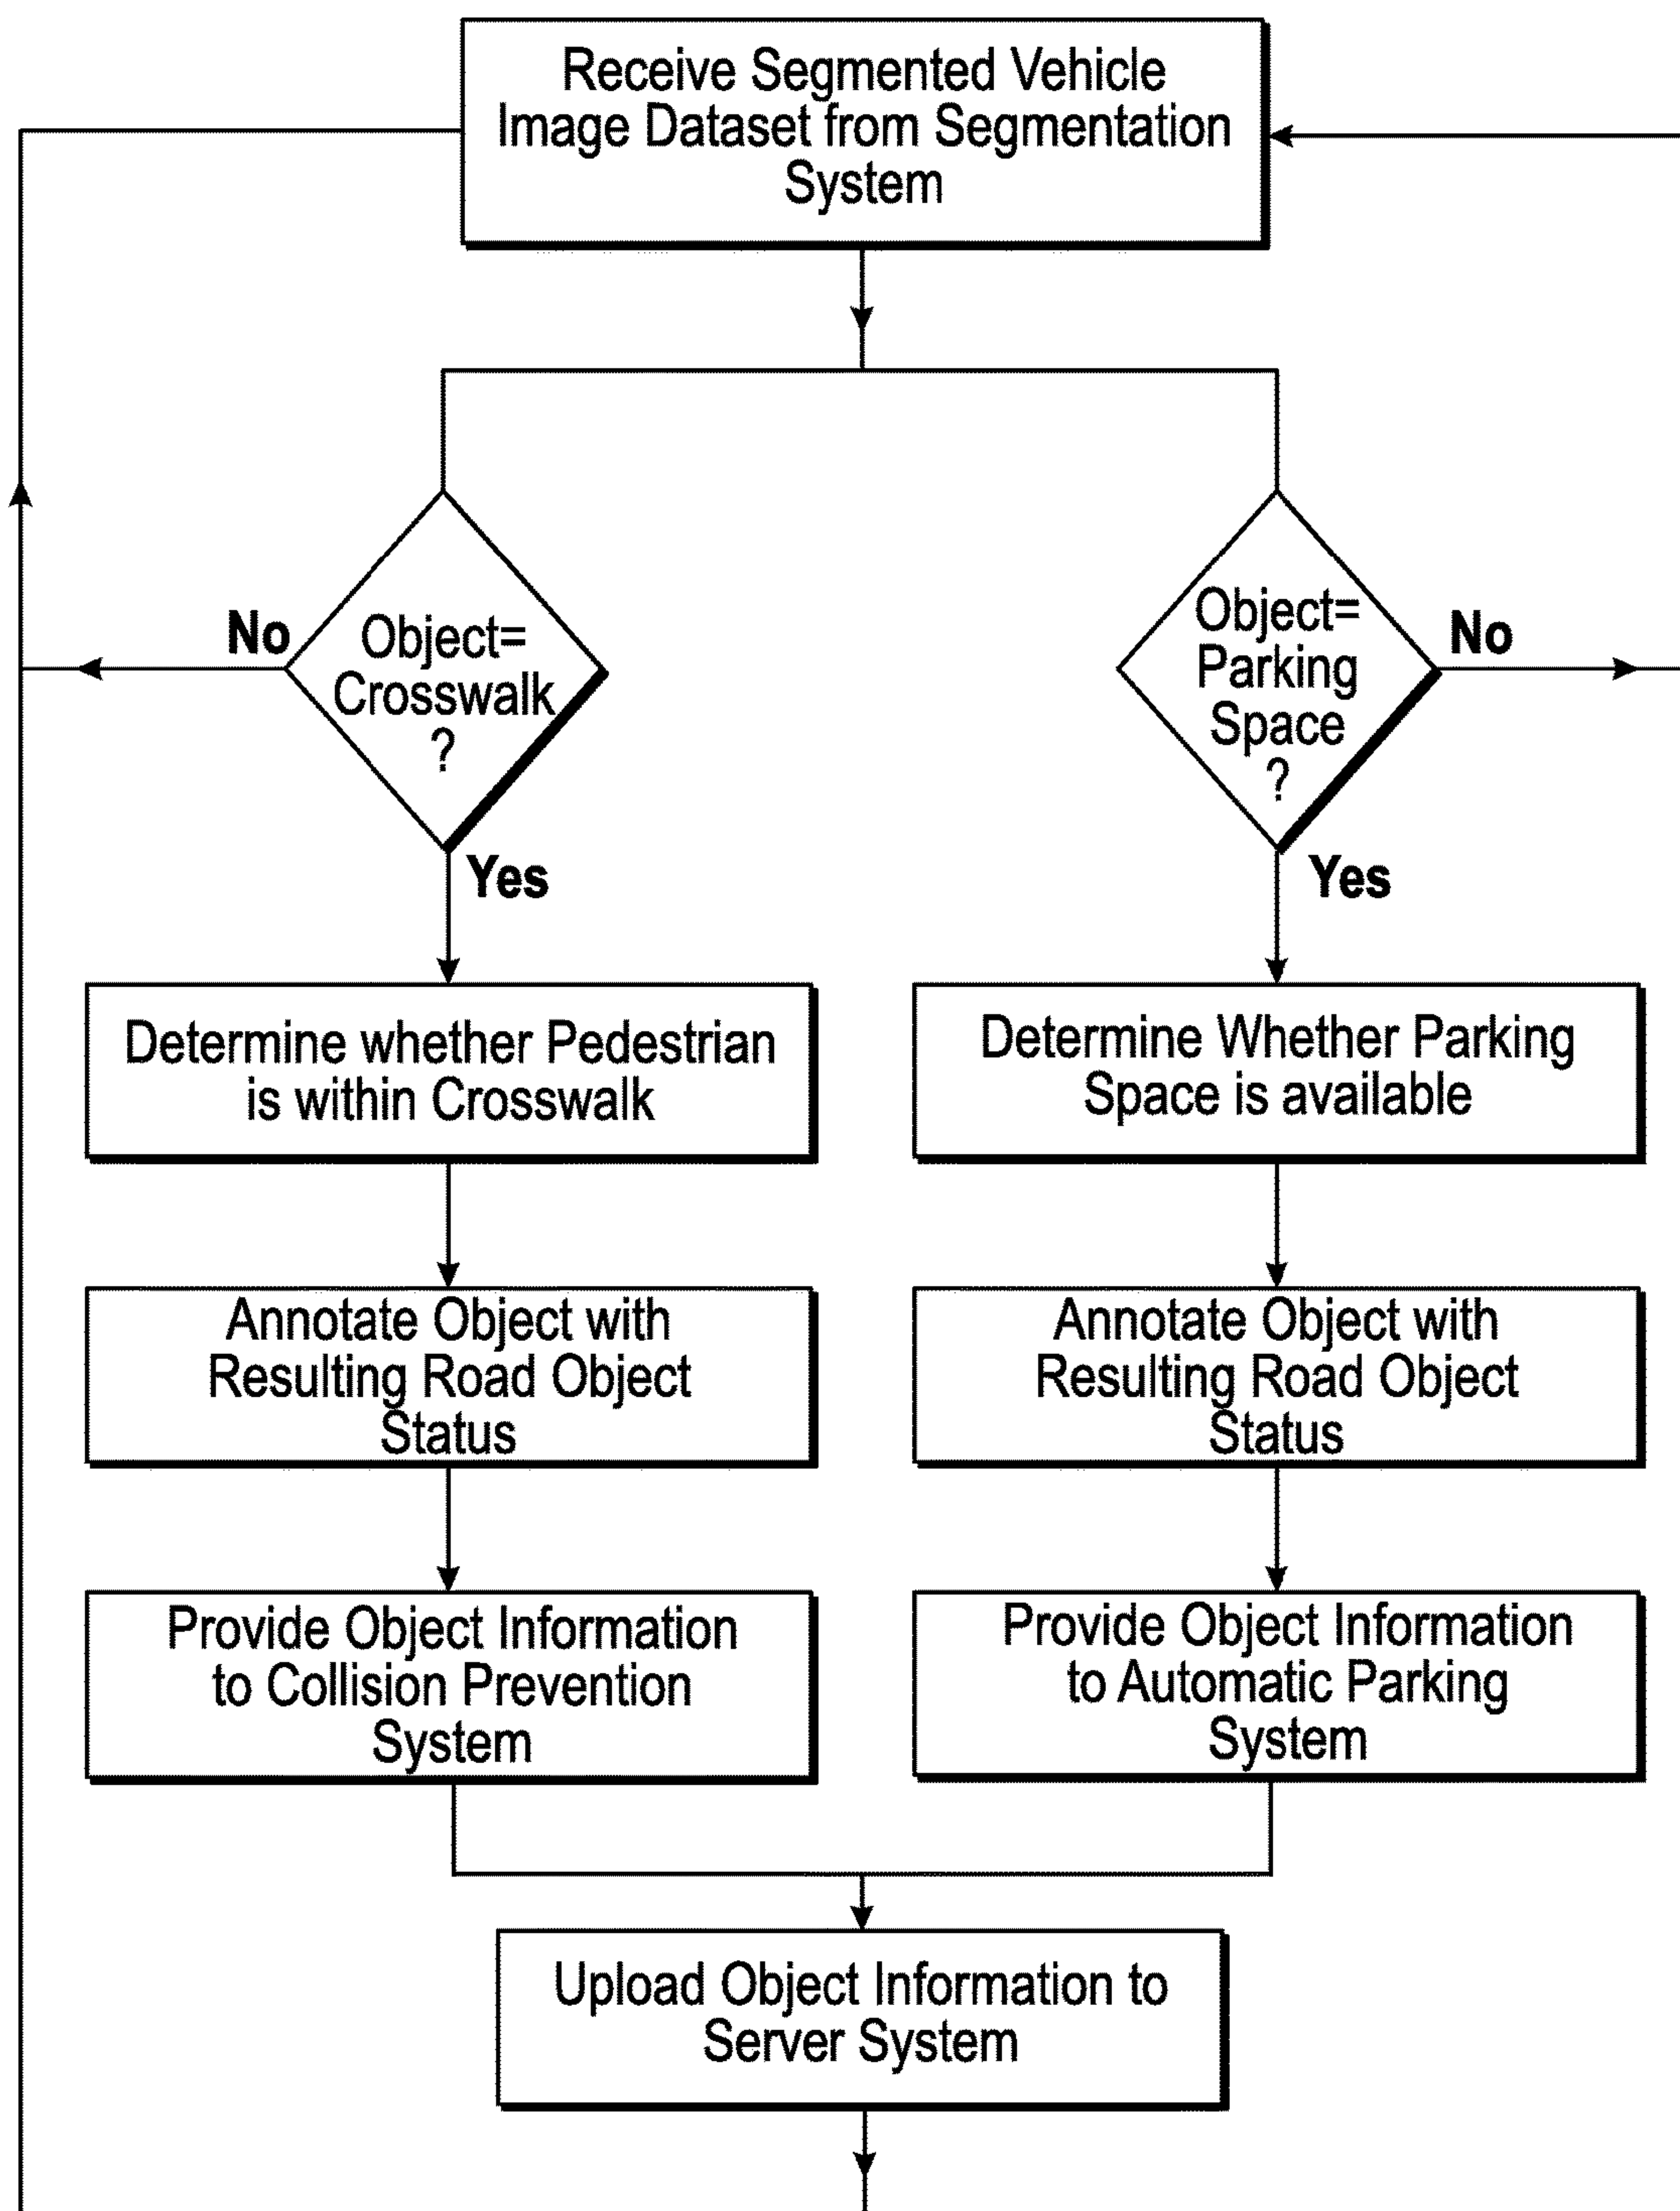 Receive Segmented Vehicle
Image Dataset from Segmentation
System
No
Object=
Crosswalk
?
Yes
Object=
Parking
Space
?
No
Yes
Determine whether Pedestrian
is within Crosswalk
Determine Whether Parking
Space is available
Annotate Object with
Resulting Road Object
Status
Annotate Object with
Resulting Road Object
Status
Provide Object Information
to Collision Prevention
System
Provide Object Information
to Automatic Parking
System
Upload Object Information to
Server System